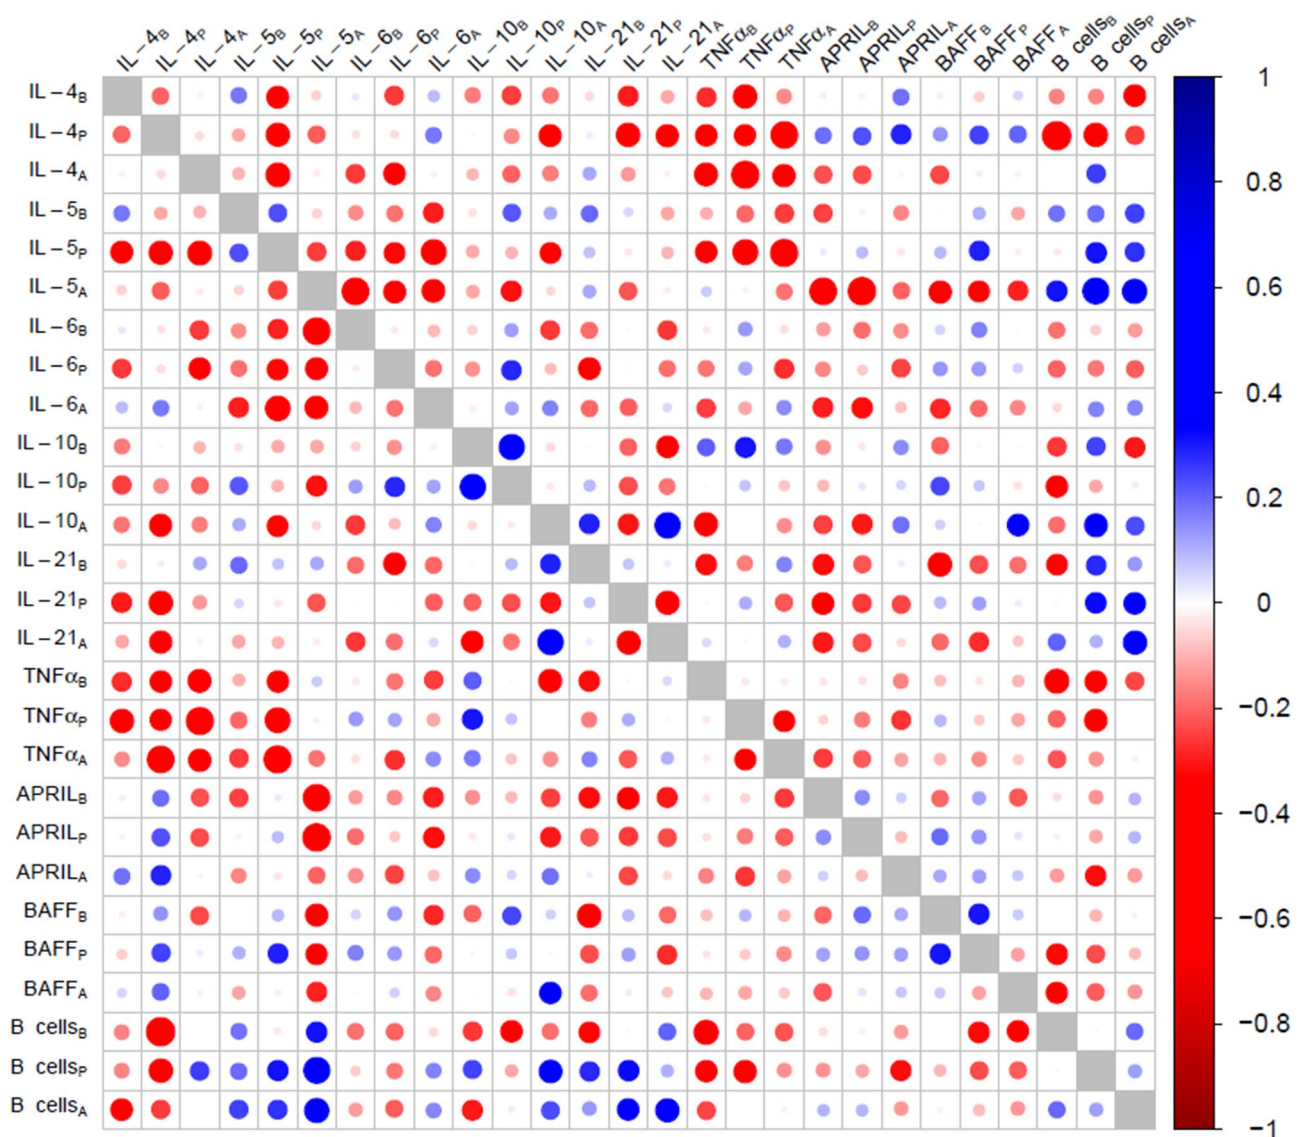 IL−4B IL−4P IL−4A IL−5B IL−5P IL−5A IL−6B IL−6P IL−6A IL−10B IL−10P IL−10A IL−21B IL−21P IL−21A TNFαB TNFαP TNFαA APRILB APRILP APRILA BAFFB BAFFP BAFFA B cellsB B cellsP B cellsA
IL−4B
IL−4P
IL−4A
IL−5B
IL−5P
IL−5A
IL−6B
IL−6P
IL−6A
IL−10B
IL−10P
IL−10A
IL−21B
IL−21P
IL−21A
TNFαB
TNFαP
TNFαA
APRILB
APRILP
APRILA
BAFFB
BAFFP
BAFFA
B cellsB
B cellsP
B cellsA
1
0.8
0.6
0.4
0.2
0
−0.2
−0.4
−0.6
−0.8
−1